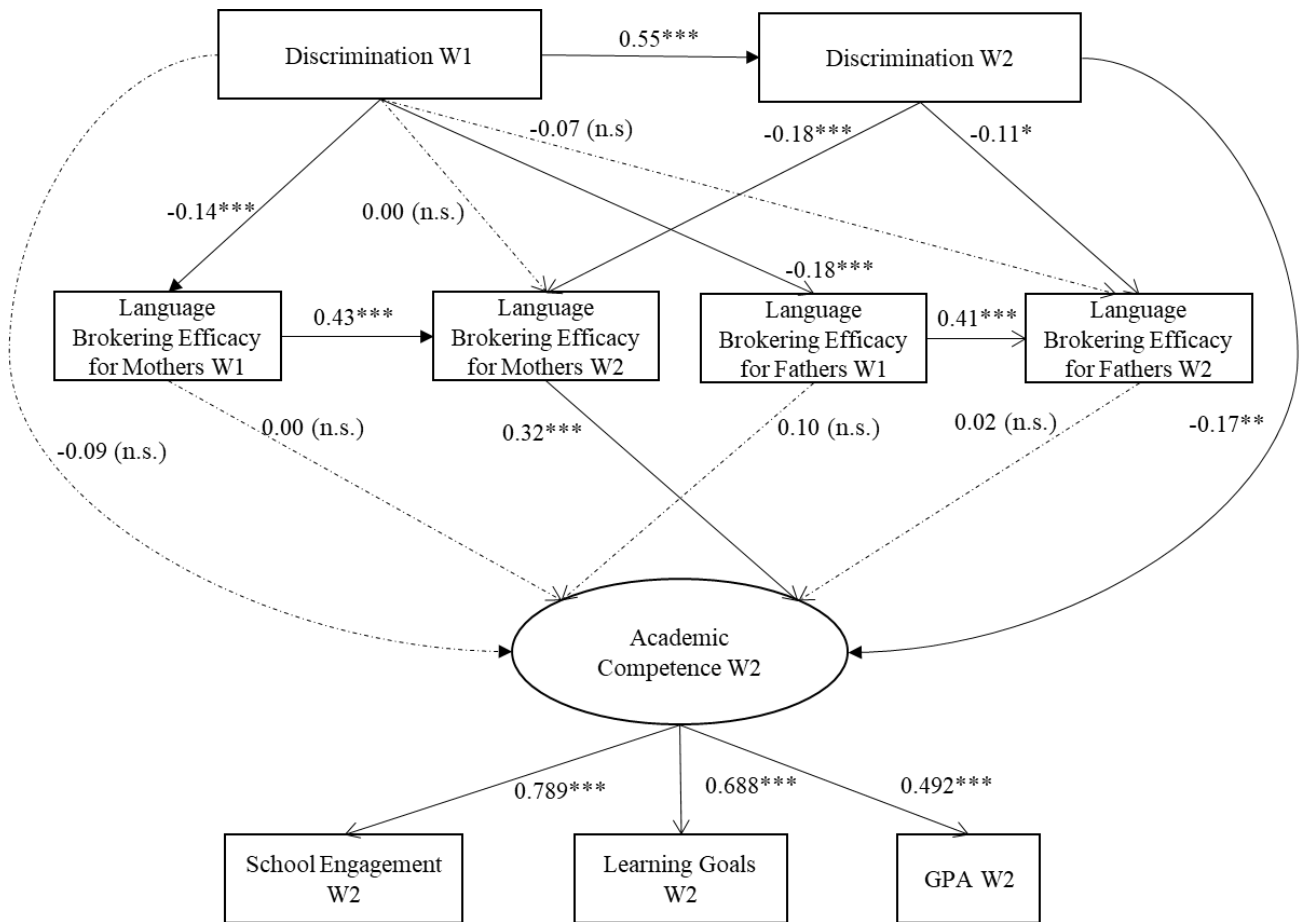 0.55***
Discrimination W1
Discrimination W2
-0.07 (n.s)
-0.18***
-0.11*
-0.14***
0.00 (n.s.)
-0.18***
Language
Brokering Efficacy
for Mothers W1
0.43***
Language
Brokering Efficacy
for Mothers W2
Language
Brokering Efficacy
for Fathers W1
0.41***
Language
Brokering Efficacy
for Fathers W2
-0.09 (n.s.)
0.00 (n.s.)
0.32***
0.10 (n.s.)
0.02 (n.s.)
-0.17**
Academic
Competence W2
0.789***
0.688***
0.492***
School Engagement
W2
Learning Goals
W2
GPA W2